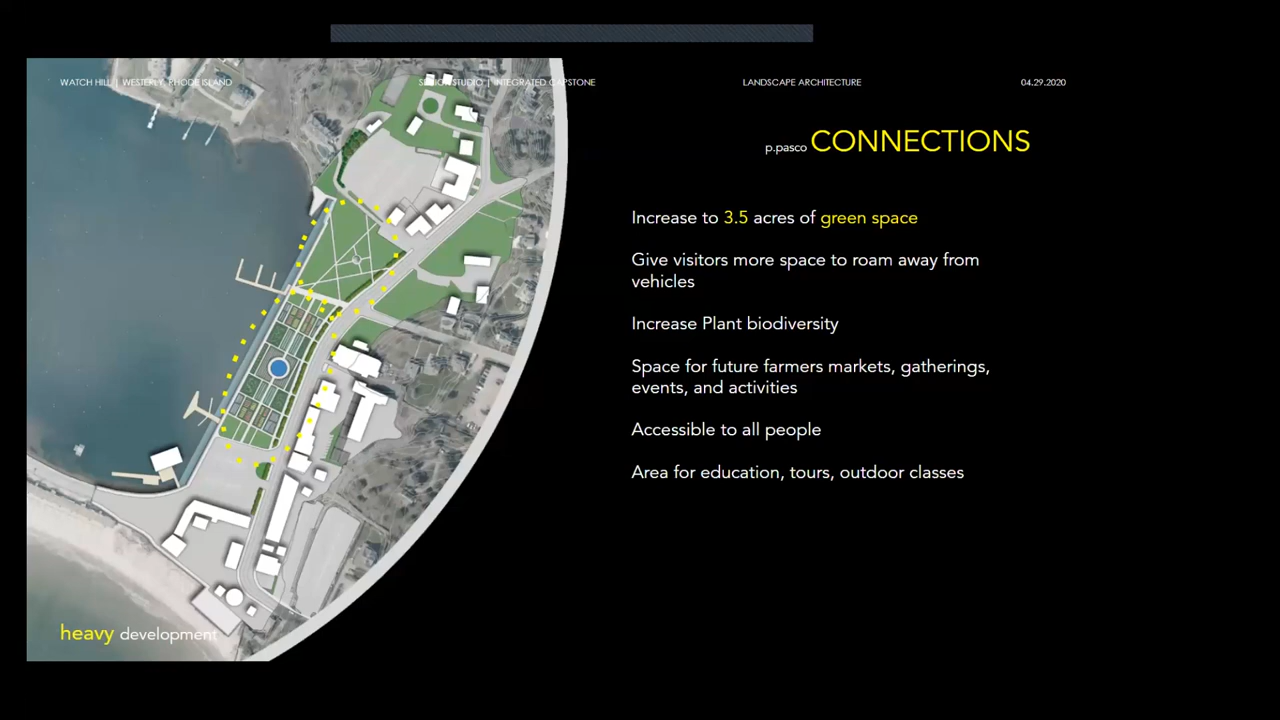 WATCH HILL | WESTERLY, RHODE ISLAND
SENIOR STUDIO | INTEGRATED CAPSTONE
LANDSCAPE ARCHITECTURE
04.29.2020
p.pasco CONNECTIONS
Increase to 3.5 acres of green space
Give visitors more space to roam away from
vehicles
Increase Plant biodiversity
Space for future farmers markets, gatherings,
events, and activities
Accessible to all people
Area for education, tours, outdoor classes
heavy development